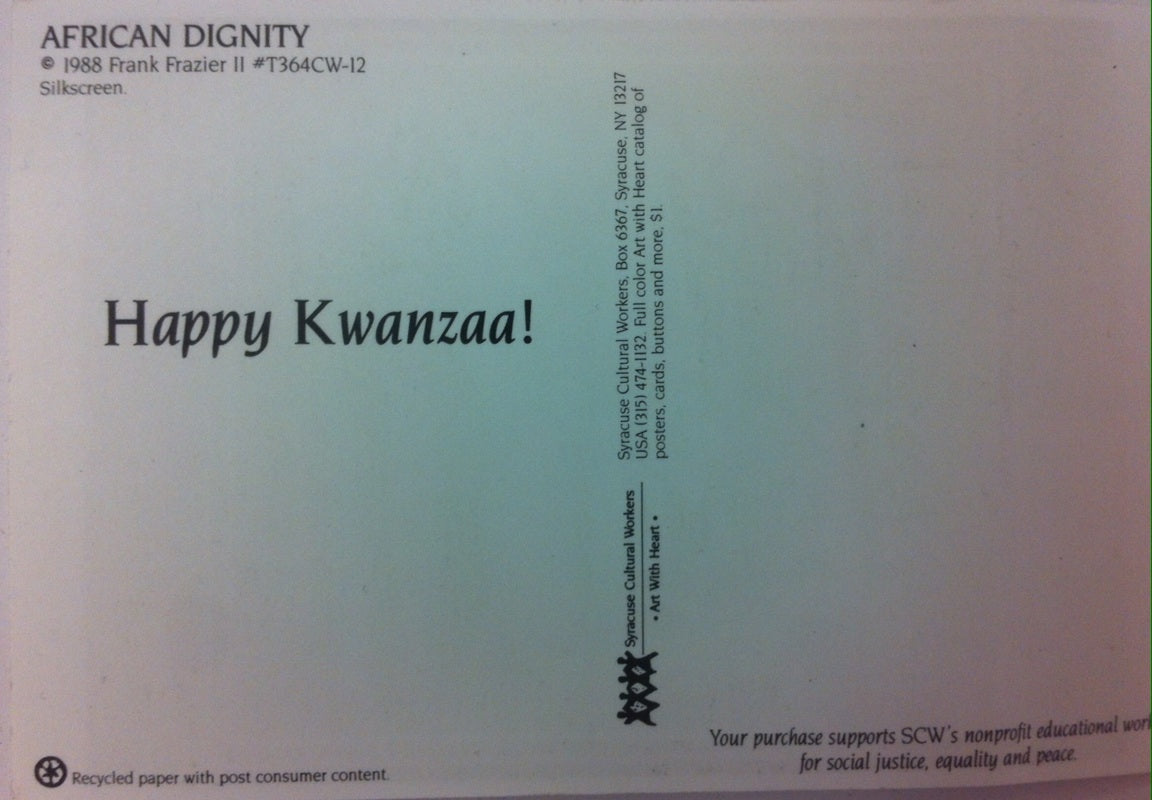 AFRICAN DIGNITY
© 1988 Frank Frazier II #T364CW-12
Silkscreen.
Happy Kwanzaa!
Syracuse Cultural Workers, Box 6367, Syracuse, NY 13217
USA (315) 474-1132. Full color Art with Heart catalog of
posters, cards, buttons and more, $1.
Syracuse Cultural Workers
• Art With Heart •
Your purchase supports SCW's nonprofit educational work
for social justice, equality and peace.
Recycled paper with post consumer content.